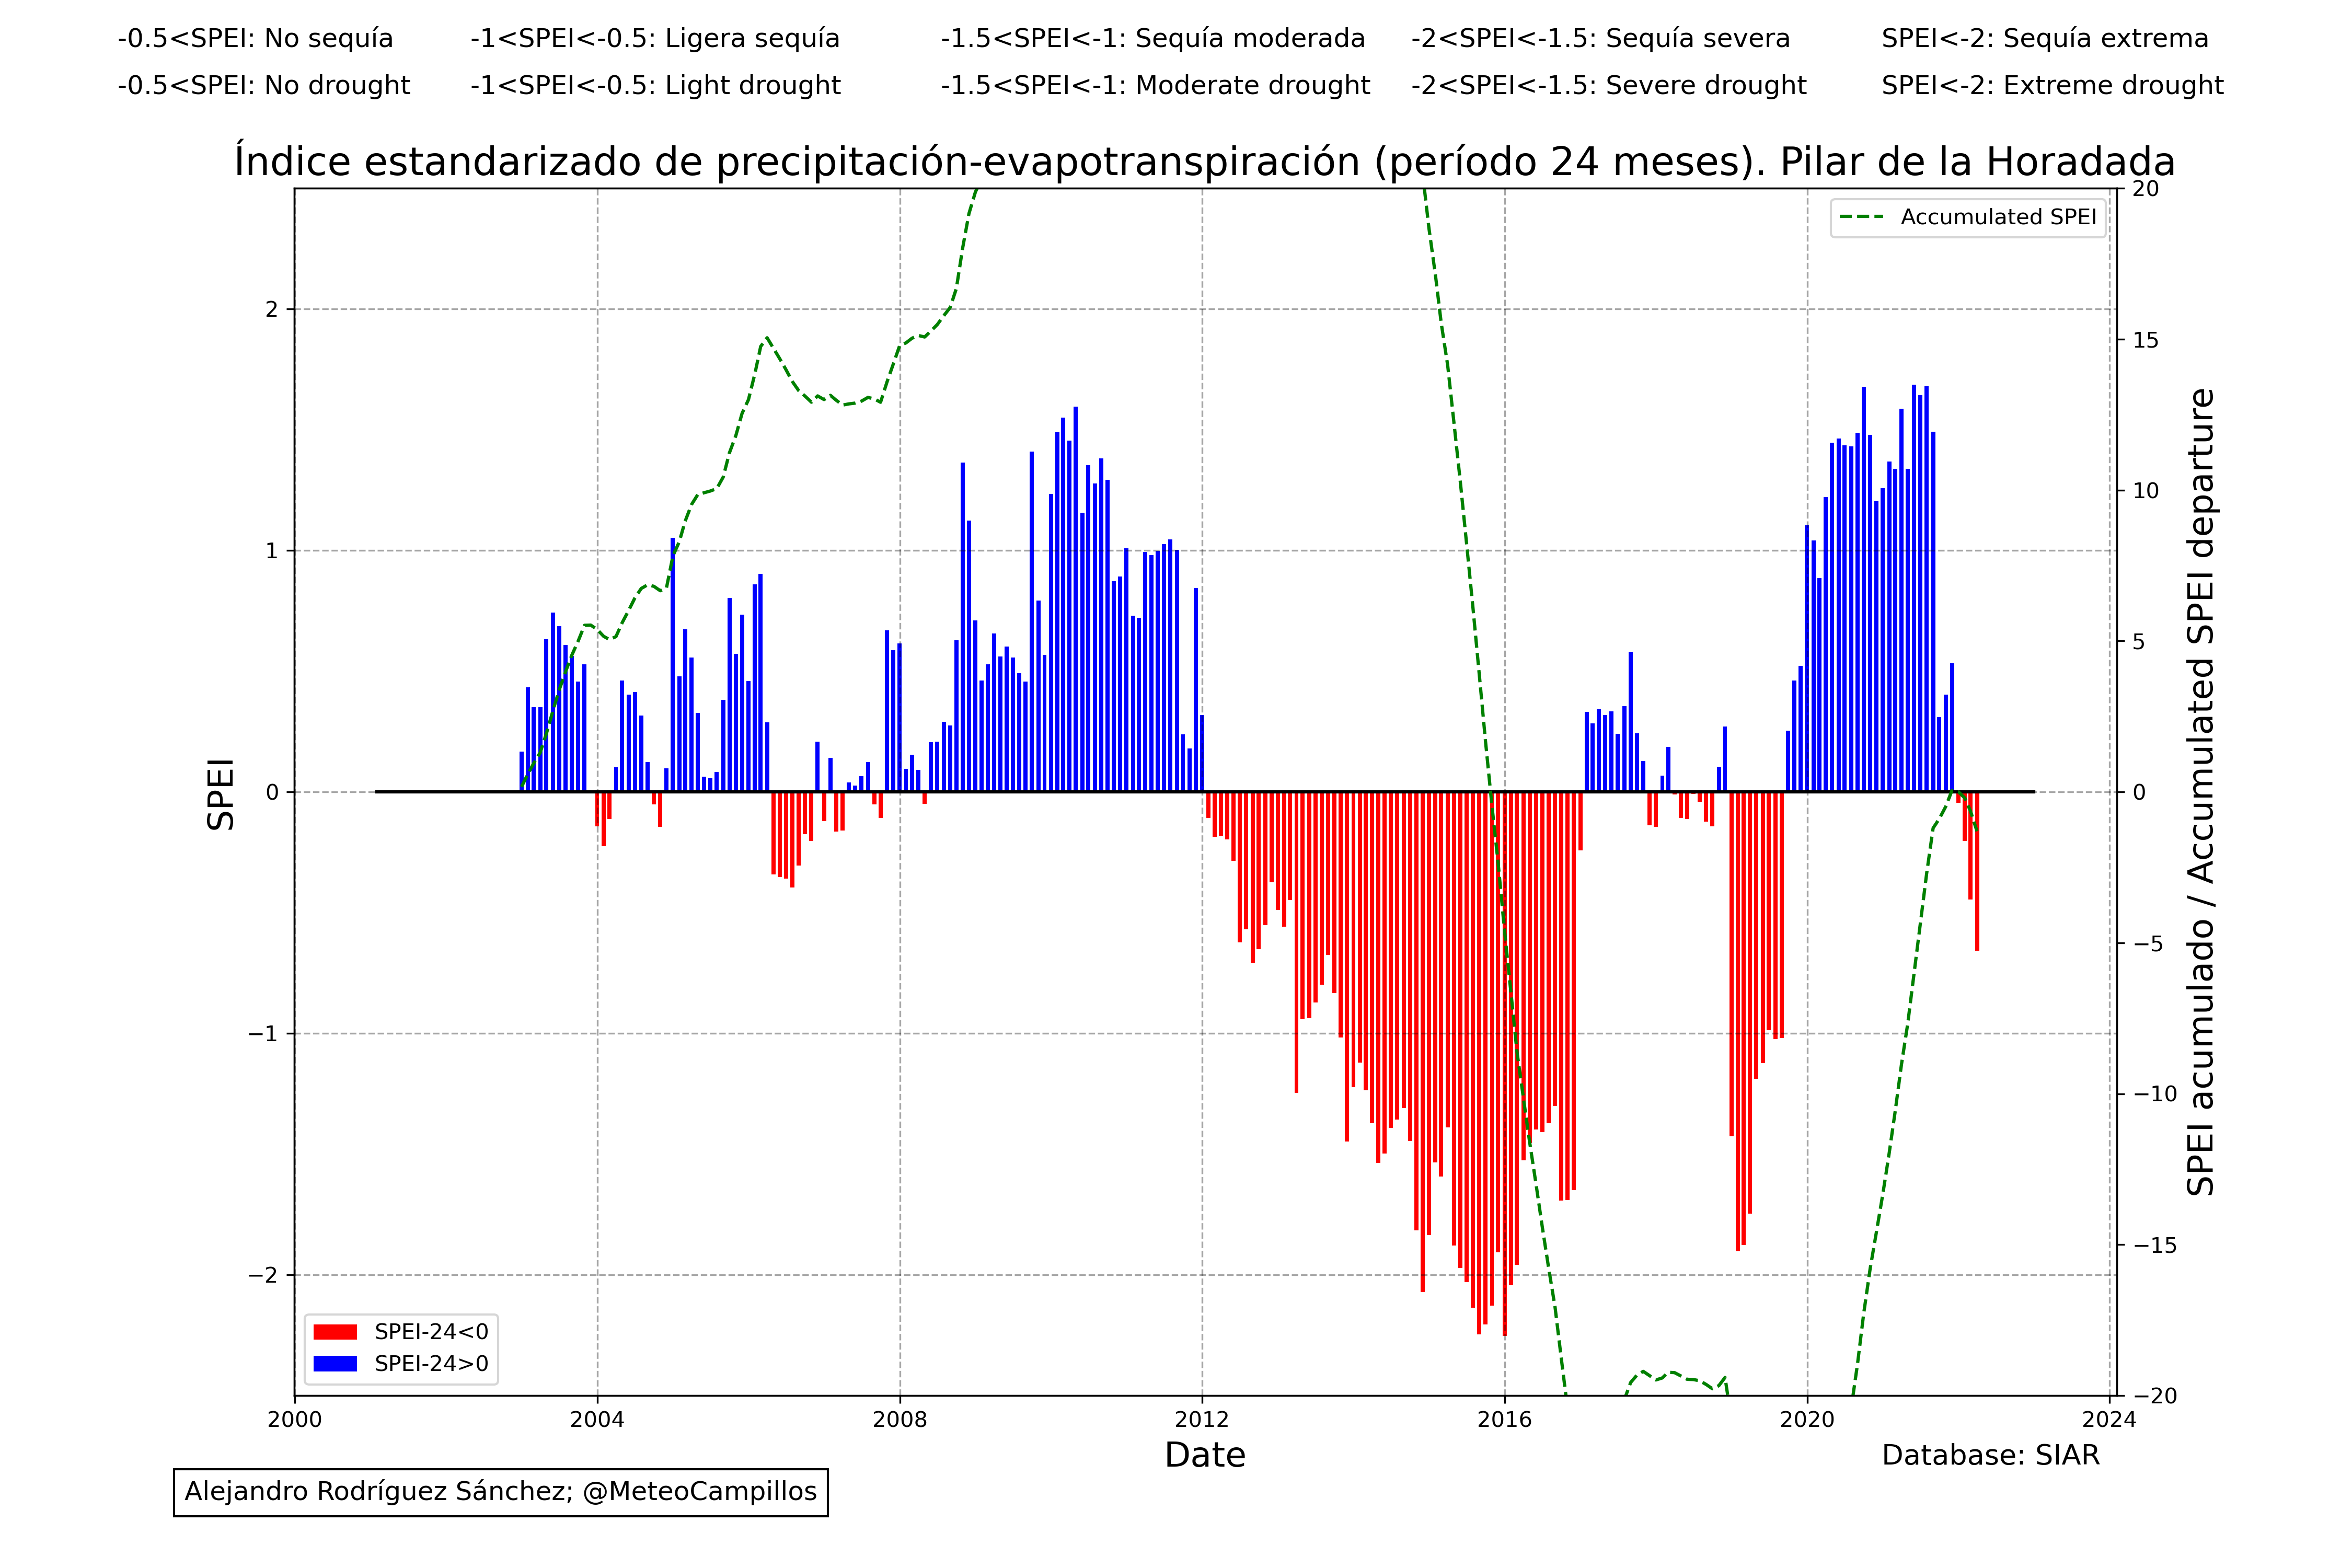 -0.5<SPEI: No sequía -1<SPEI<-0.5: Ligera sequía -1.5<SPEI<-1: Sequía moderada -2<SPEI<-1.5: Sequía severa SPEI<-2: Sequía extrema
-0.5<SPEI: No drought -1<SPEI<-0.5: Light drought -1.5<SPEI<-1: Moderate drought -2<SPEI<-1.5: Severe drought SPEI<-2: Extreme drought
Índice estandarizado de precipitación-evapotranspiración (período 24 meses). Pilar de la Horadada
Accumulated SPEI
2
1
0
−1
−2
SPEI
20
15
10
5
0
−5
−10
−15
−20
SPEI acumulado / Accumulated SPEI departure
SPEI-24<0
SPEI-24>0
2000 2004 2008 2012 2016 2020 2024
Date
Database: SIAR
Alejandro Rodríguez Sánchez; @MeteoCampillos